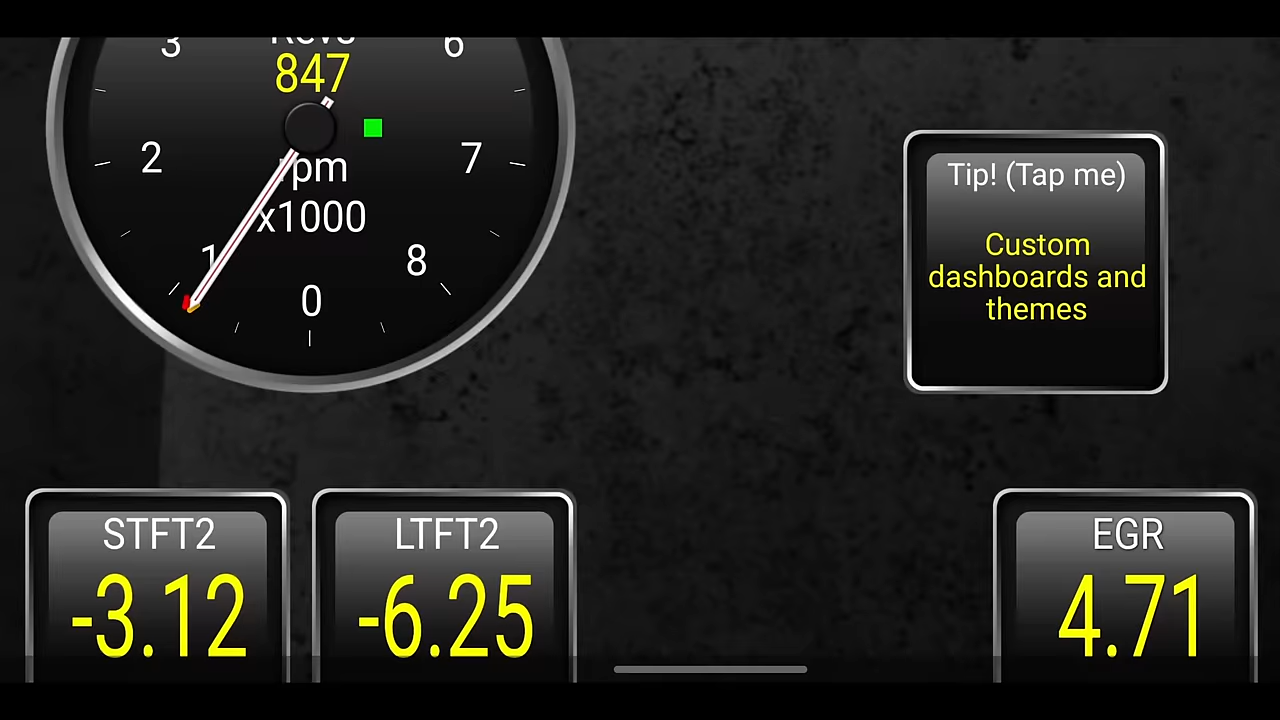 3
6
847
2
7
rpm
x1000
1
8
0
Tip! (Tap me)
Custom
dashboards and
themes
STFT2
LTFT2
EGR
-3.12
-6.25
4.71